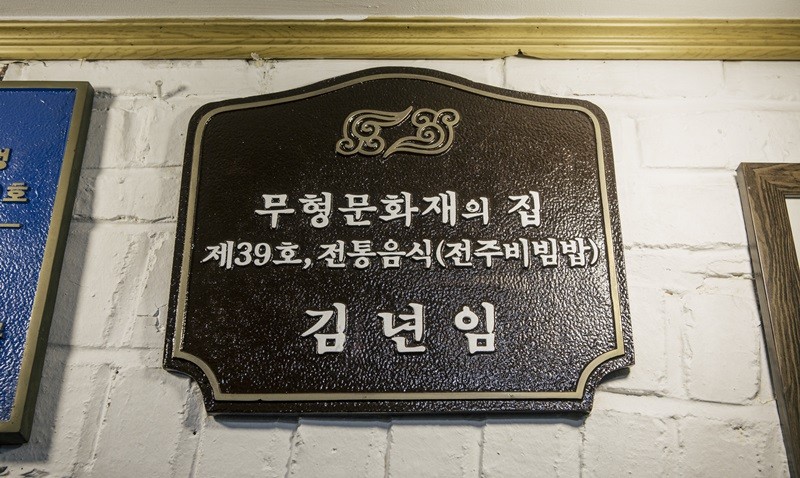 무형문화재의 집
제39호, 전통음식(전주비빔밥)
김년임
호